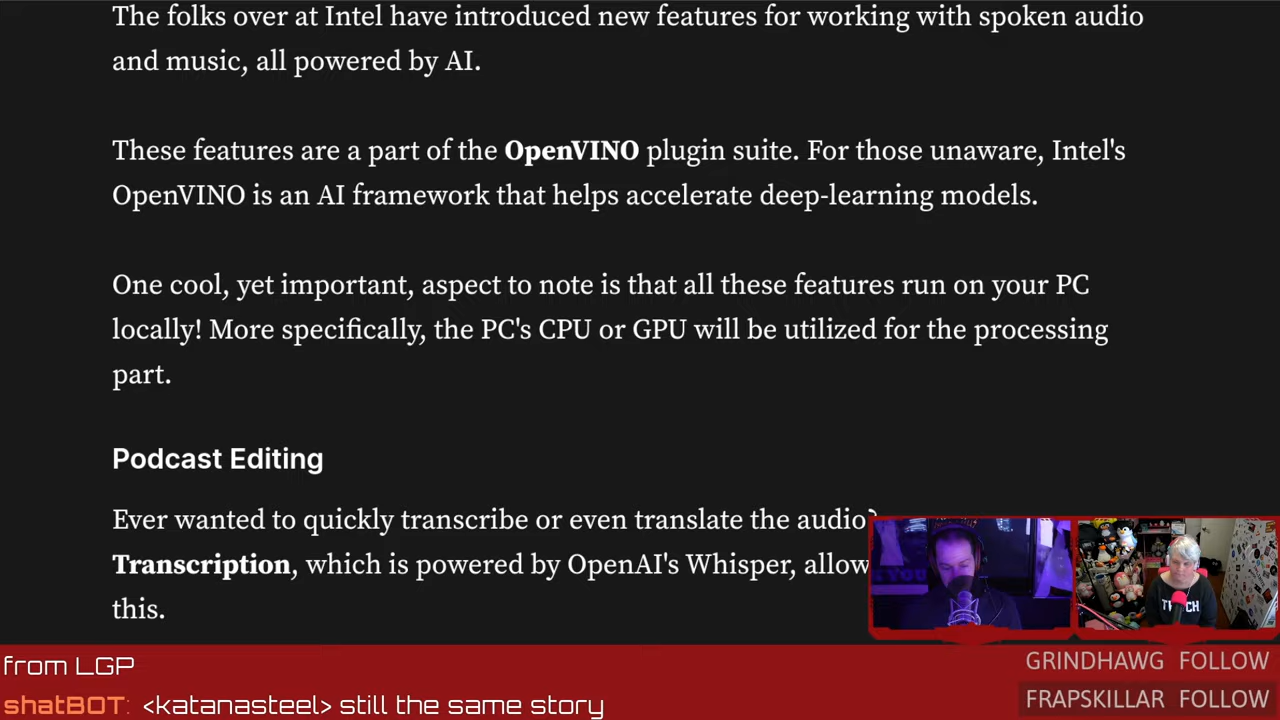 The folks over at Intel have introduced new features for working with spoken audio
and music, all powered by AI.
These features are a part of the OpenVINO plugin suite. For those unaware, Intel's
OpenVINO is an AI framework that helps accelerate deep-learning models.
One cool, yet important, aspect to note is that all these features run on your PC
locally! More specifically, the PC's CPU or GPU will be utilized for the processing
part.
Podcast Editing
Ever wanted to quickly transcribe or even translate the audio?
Transcription, which is powered by OpenAI's Whisper, allow
this.
from LGP
shatBOT: <katanasteel> still the same story
GRINDHAWG FOLLOW
FRAPSKILLAR FOLLOW